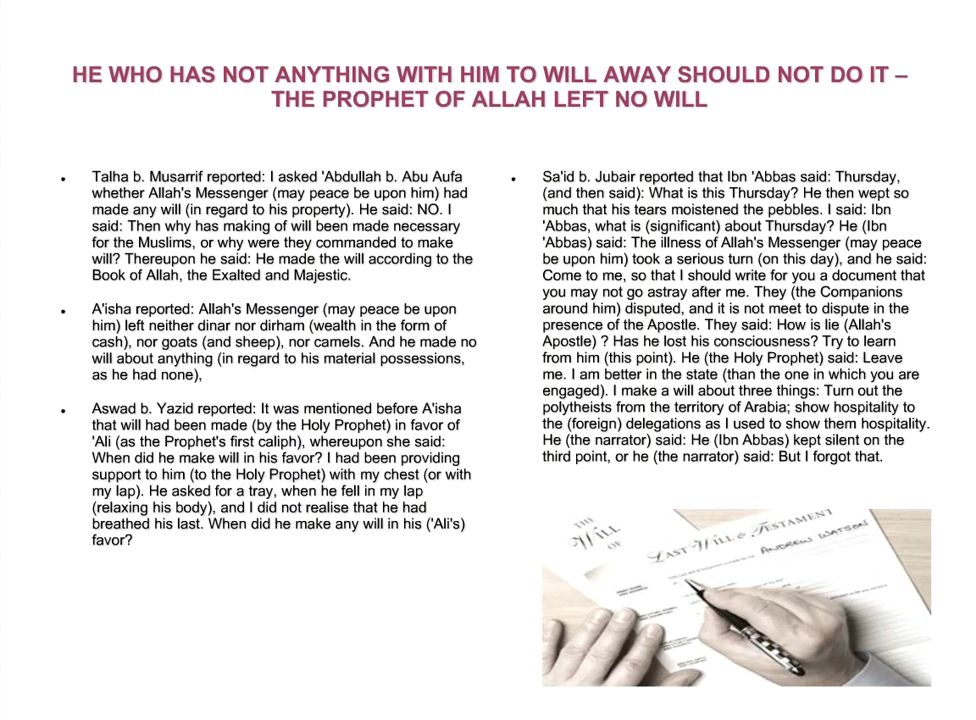 HE WHO HAS NOT ANYTHING WITH HIM TO WILL AWAY SHOULD NOT DO IT –
THE PROPHET OF ALLAH LEFT NO WILL
• Talha b. Musarrif reported: I asked 'Abdullah b. Abu Aufa
whether Allah's Messenger (may peace be upon him) had
made any will (in regard to his property). He said: NO. I
said: Then why has making of will been made necessary
for the Muslims, or why were they commanded to make
will? Thereupon he said: He made the will according to the
Book of Allah, the Exalted and Majestic.
• A'isha reported: Allah's Messenger (may peace be upon
him) left neither dinar nor dirham (wealth in the form of
cash), nor goats (and sheep), nor camels. And he made no
will about anything (in regard to his material possessions,
as he had none),
• Aswad b. Yazid reported: It was mentioned before A'isha
that will had been made (by the Holy Prophet) in favor of
'Ali (as the Prophet's first caliph), whereupon she said:
When did he make will in his favor? I had been providing
support to him (to the Holy Prophet) with my chest (or with
my lap). He asked for a tray, when he fell in my lap
(relaxing his body), and I did not realise that he had
breathed his last. When did he make any will in his ('Ali's)
favor?
• Sa'id b. Jubair reported that Ibn 'Abbas said: Thursday,
(and then said): What is this Thursday? He then wept so
much that his tears moistened the pebbles. I said: Ibn
'Abbas, what is (significant) about Thursday? He (Ibn
'Abbas) said: The illness of Allah's Messenger (may peace
be upon him) took a serious turn (on this day), and he said:
Come to me, so that I should write for you a document that
you may not go astray after me. They (the Companions
around him) disputed, and it is not meet to dispute in the
presence of the Apostle. They said: How is lie (Allah's
Apostle) ? Has he lost his consciousness? Try to learn
from him (this point). He (the Holy Prophet) said: Leave
me. I am better in the state (than the one in which you are
engaged). I make a will about three things: Turn out the
polytheists from the territory of Arabia; show hospitality to
the (foreign) delegations as I used to show them hospitality.
He (the narrator) said: He (Ibn Abbas) kept silent on the
third point, or he (the narrator) said: But I forgot that.
THE
WILL
OF
LAST WILL & TESTAMENT
ANDREW WATSON